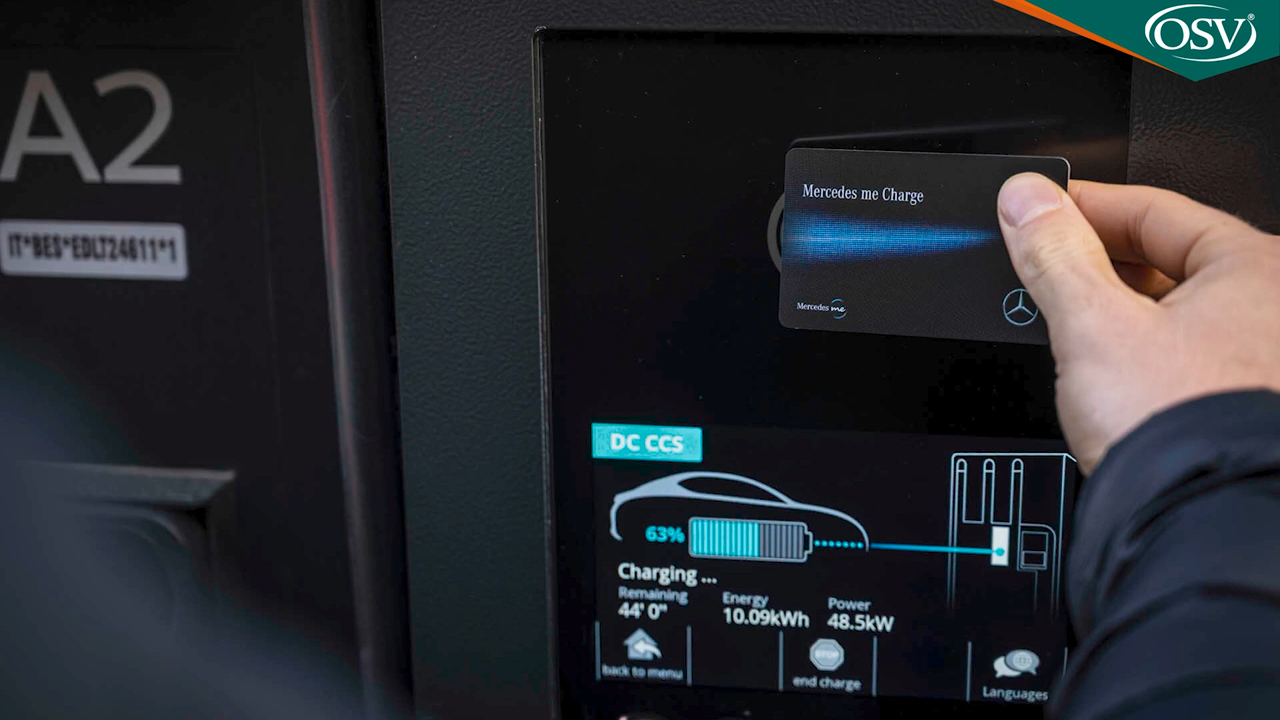 OSV®
A2
IT*BES*EDLT24611*1
Mercedes me Charge
Mercedes me
DC CCS
63%
Charging ...
Remaining Energy Power
44' 0" 10.09kWh 48.5kW
STOP
back to menu end charge Languages